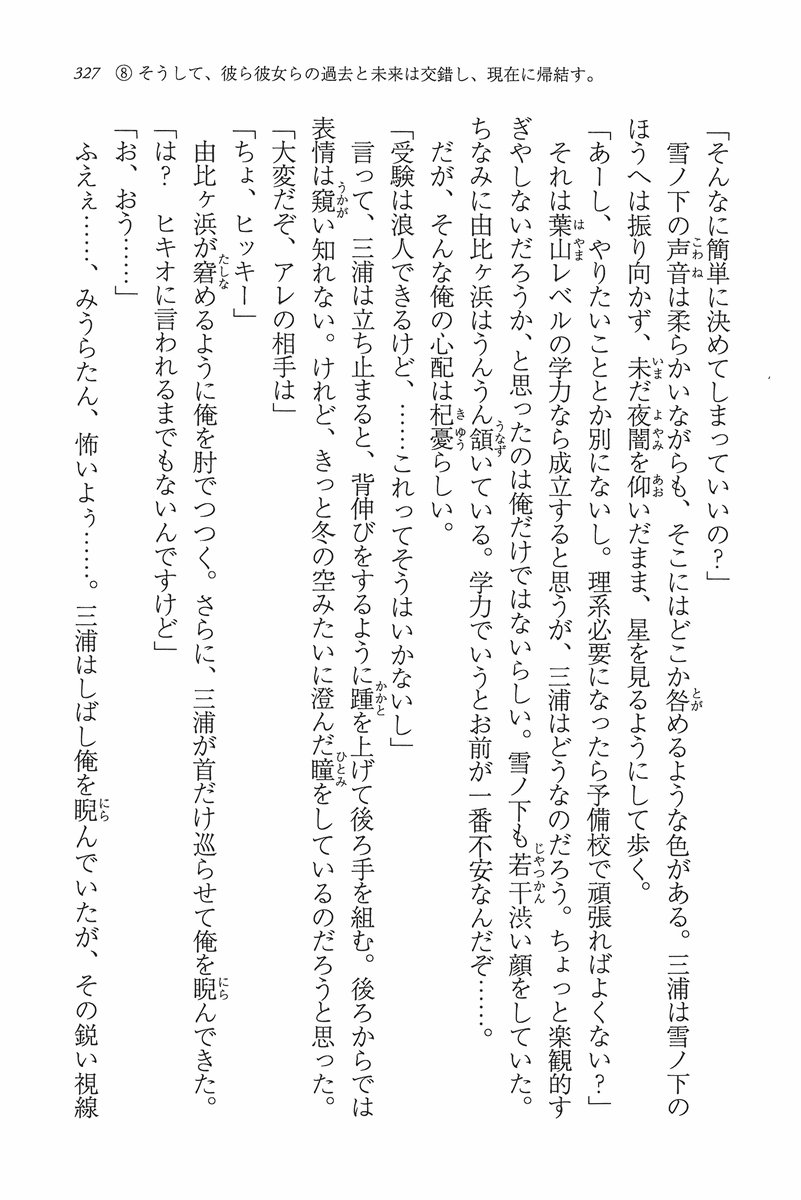 327　⑧ そうして、彼ら彼女らの過去と未来は交錯し、現在に帰結す。
「そんなに簡単に決めてしまっていいの？」
　雪ノ下の声音は柔らかいながらも、そこにはどこか咎めるような色がある。三浦は雪ノ下の
ほうへは振り向かず、未だ夜闇を仰いだまま、星を見るようにして歩く。
「あーし、やりたいこととか別にないし。理系必要になったら予備校で頑張ればよくない？」
　それは葉山レベルの学力なら成立すると思うが、三浦はどうなのだろう。ちょっと楽観的す
ぎやしないだろうか、と思ったのは俺だけではないらしい。雪ノ下も若干渋い顔をしていた。
ちなみに由比ヶ浜はうんうん頷いている。学力でいうとお前が一番不安なんだぞ……。
　だが、そんな俺の心配は杞憂らしい。
「受験は浪人できるけど、……これってそうはいかないし」
　言って、三浦は立ち止まると、背伸びをするように踵を上げて後ろ手を組む。後ろからでは
表情は窺い知れない。けれど、きっと冬の空みたいに澄んだ瞳をしているのだろうと思った。
「大変だぞ、アレの相手は」
「ちょ、ヒッキー」
　由比ヶ浜が窘めるように俺を肘でつつく。さらに、三浦が首だけ巡らせて俺を睨んできた。
「は？　ヒキオに言われるまでもないんですけど」
「お、おう……」
　ふえぇ……、みうらたん、怖いよぅ……。三浦はしばし俺を睨んでいたが、その鋭い視線